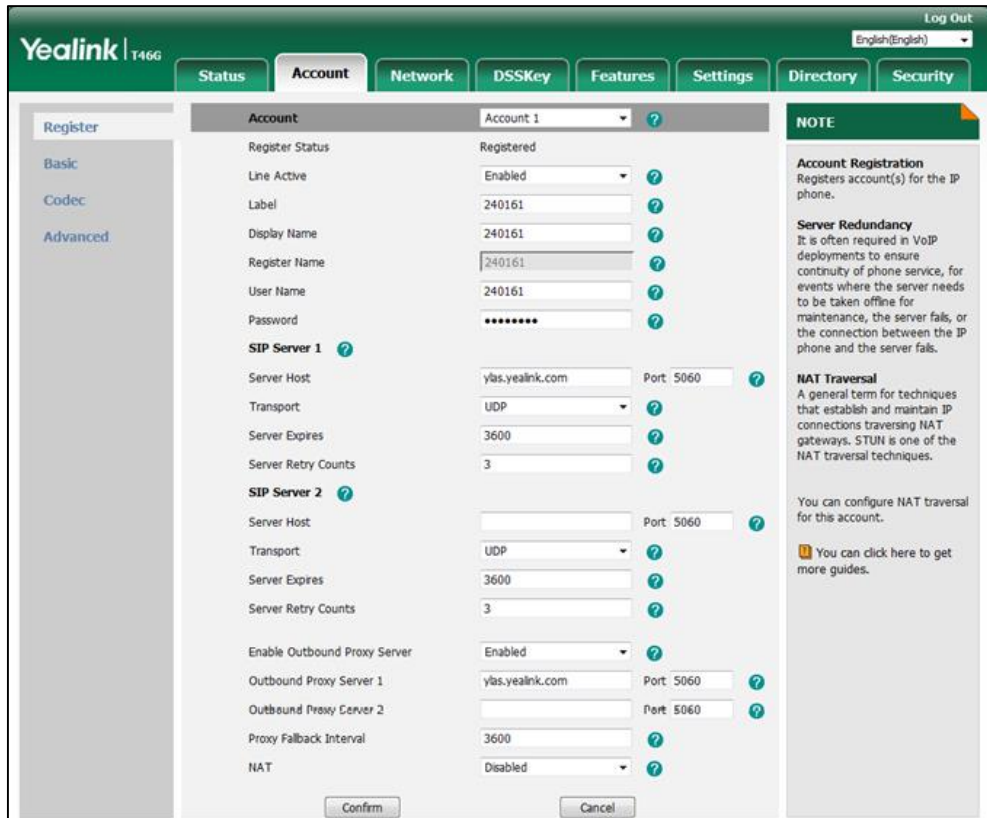 Log Out
Yealink T46G
English(English)
Status Account Network DSSKey Features Settings Directory Security
Register
Basic
Codec
Advanced
Account Account 1
Register Status Registered
Line Active Enabled
Label 240161
Display Name 240161
Register Name 240161
User Name 240161
Password ••••••••
SIP Server 1
Server Host ylas.yealink.com Port 5060
Transport UDP
Server Expires 3600
Server Retry Counts 3
SIP Server 2
Server Host Port 5060
Transport UDP
Server Expires 3600
Server Retry Counts 3
Enable Outbound Proxy Server Enabled
Outbound Proxy Server 1 ylas.yealink.com Port 5060
Outbound Proxy Server 2 Port 5060
Proxy Fallback Interval 3600
NAT Disabled
Confirm Cancel
NOTE
Account Registration
Registers account(s) for the IP
phone.
Server Redundancy
It is often required in VoIP
deployments to ensure
continuity of phone service, for
events where the server needs
to be taken offline for
maintenance, the server fails, or
the connection between the IP
phone and the server fails.
NAT Traversal
A general term for techniques
that establish and maintain IP
connections traversing NAT
gateways. STUN is one of the
NAT traversal techniques.
You can configure NAT traversal
for this account.
You can click here to get
more guides.